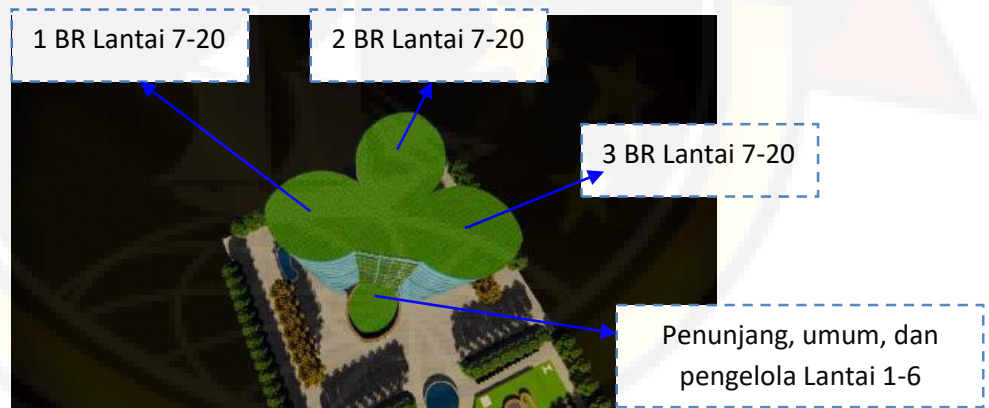 1 BR Lantai 7-20
2 BR Lantai 7-20
3 BR Lantai 7-20
Penunjang, umum, dan
pengelola Lantai 1-6